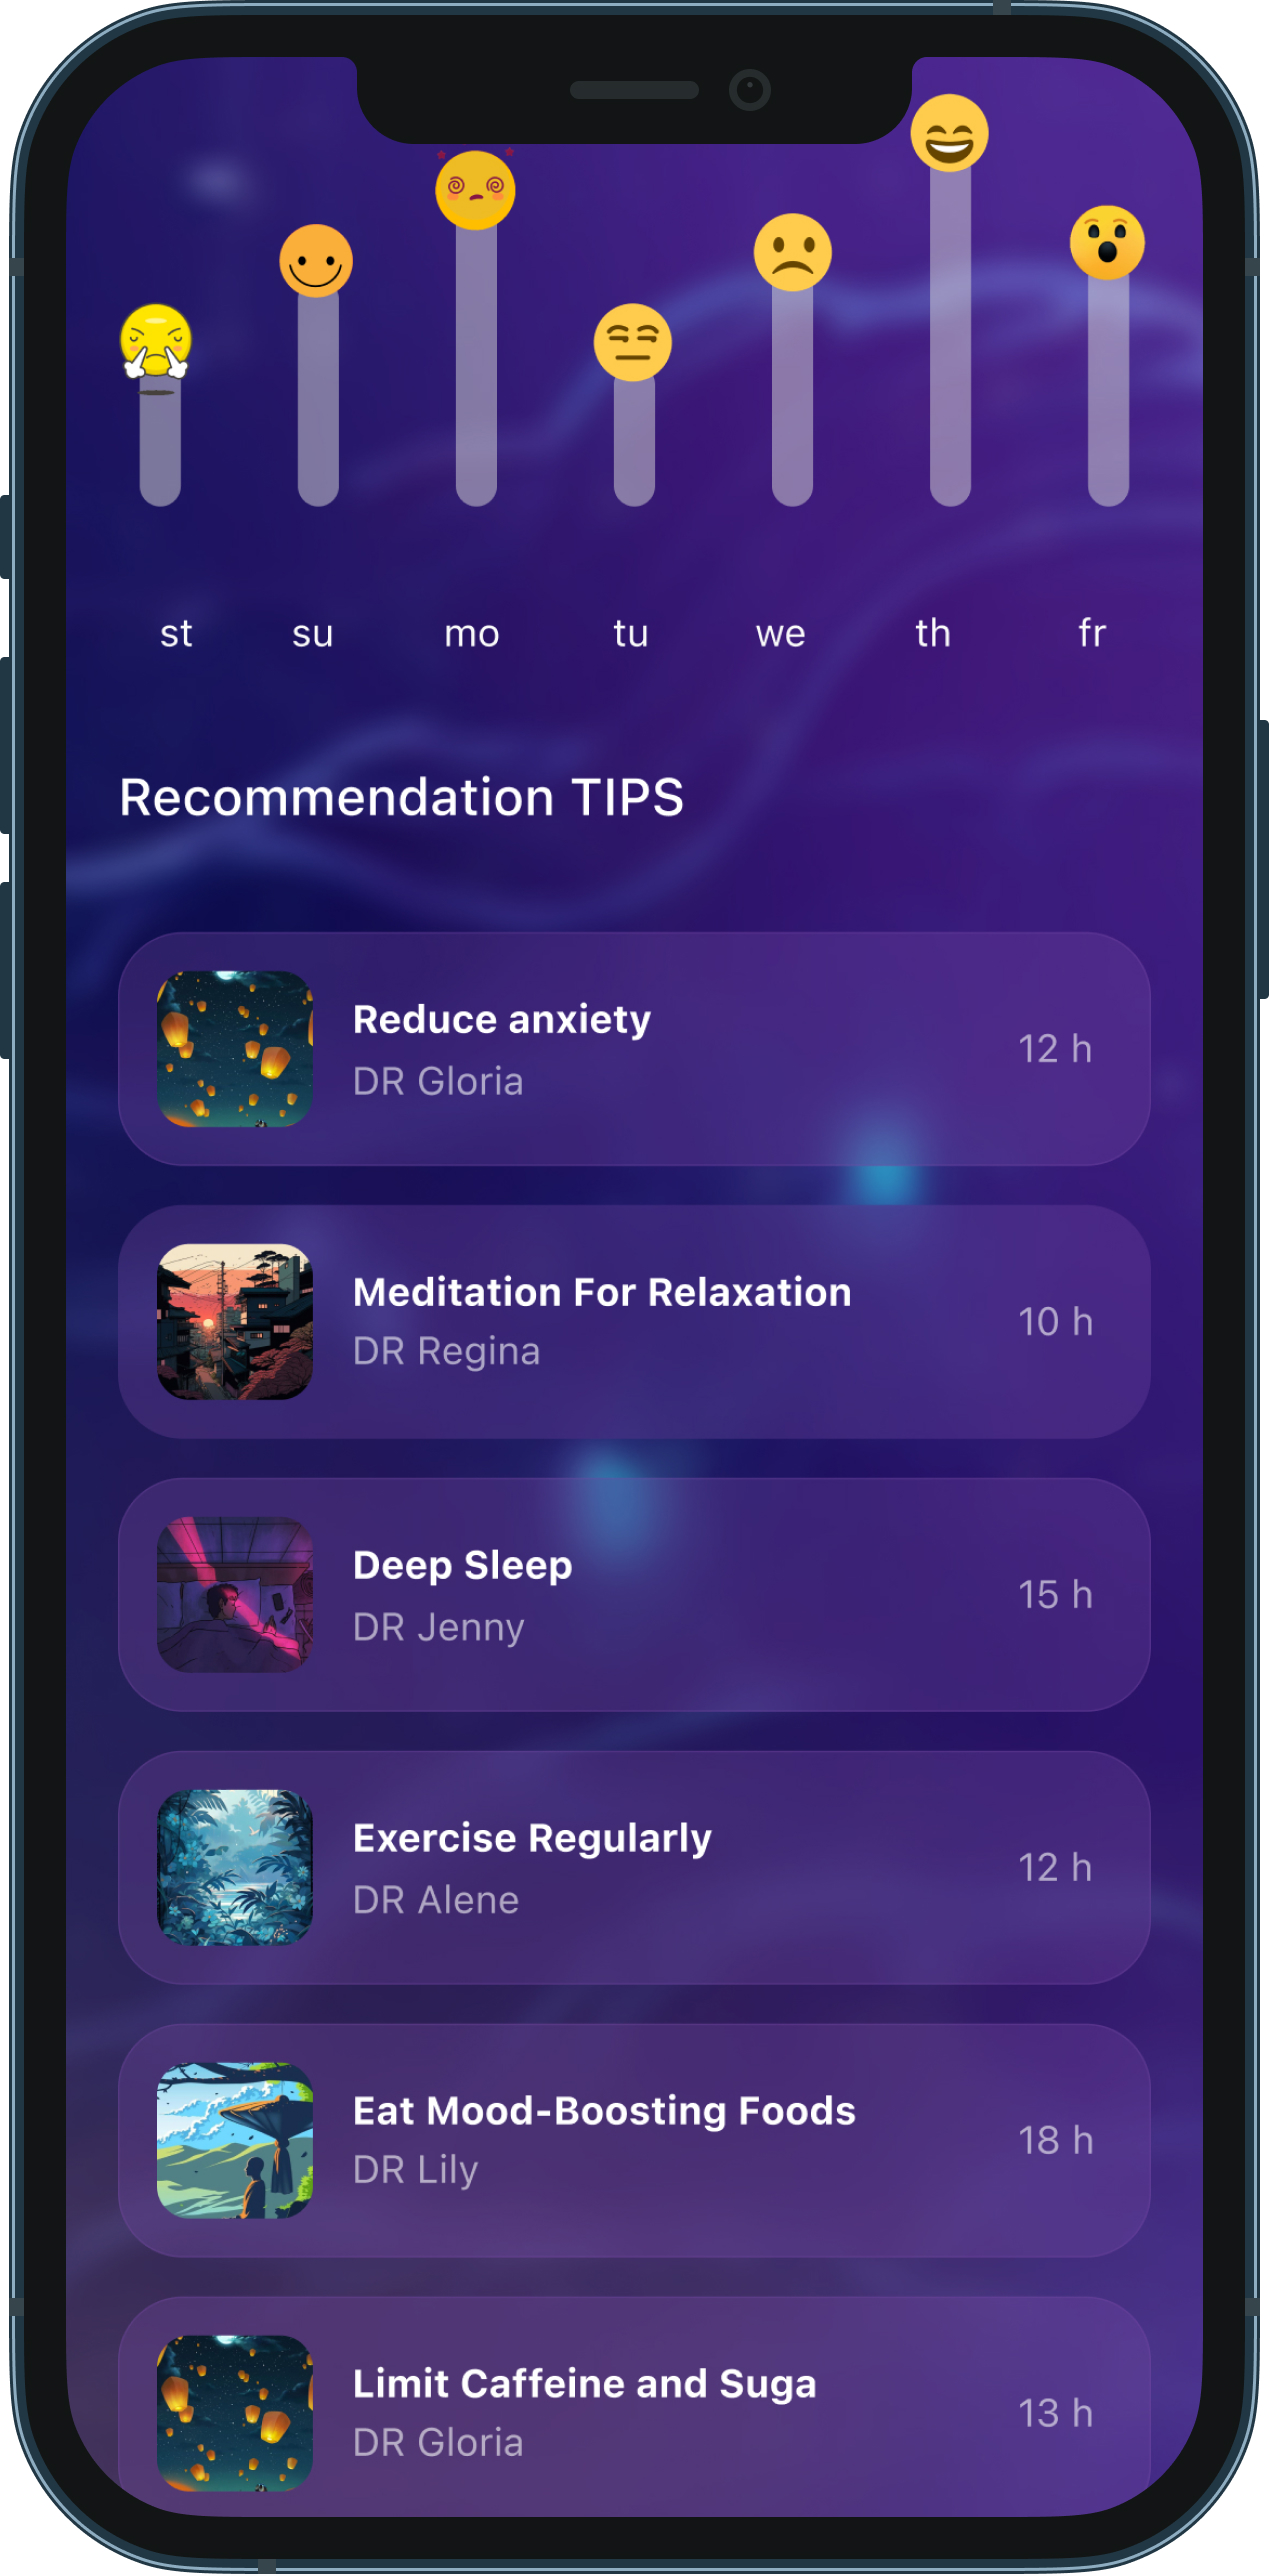 st su mo tu we th fr
Recommendation TIPS
Reduce anxiety
DR Gloria
12 h
Meditation For Relaxation
DR Regina
10 h
Deep Sleep
DR Jenny
15 h
Exercise Regularly
DR Alene
12 h
Eat Mood-Boosting Foods
DR Lily
18 h
Limit Caffeine and Suga
DR Gloria
13 h